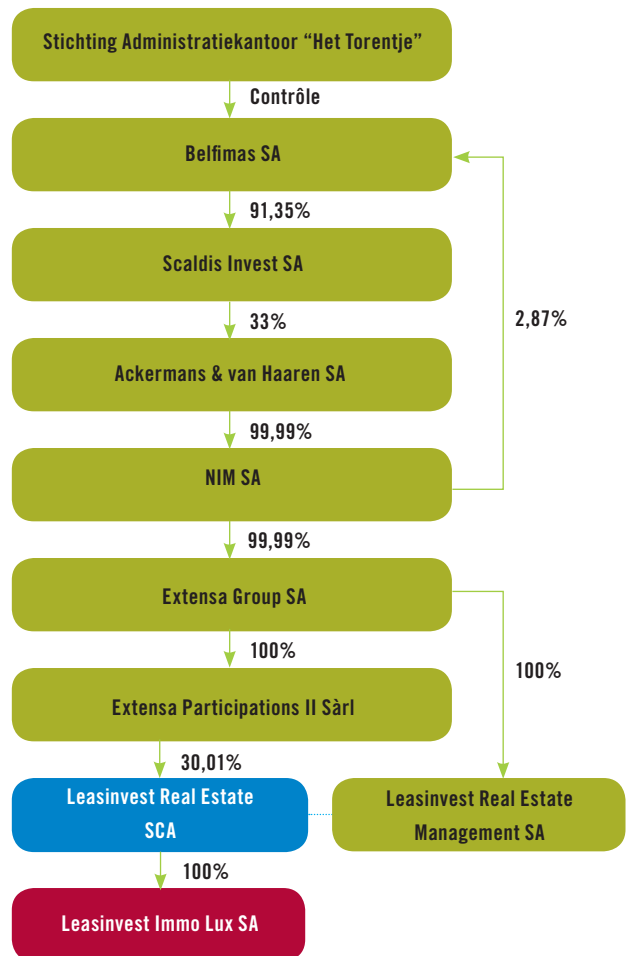 Stichting Administratiekantoor “Het Torentje”
Contrôle
Belfimas SA
91,35%
Scaldis Invest SA
33%
2,87%
Ackermans & van Haaren SA
99,99%
NIM SA
99,99%
Extensa Group SA
100%
100%
Extensa Participations II Sàrl
30,01%
Leasinvest Real Estate
SCA
Leasinvest Real Estate
Management SA
100%
Leasinvest Immo Lux SA